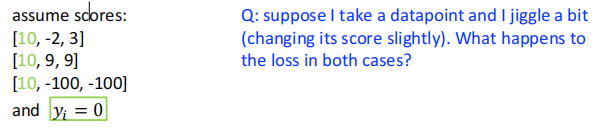 assume scores:
[10, -2, 3]
[10, 9, 9]
[10, -100, -100]
and y_i = 0
Q: suppose I take a datapoint and I jiggle a bit
(changing its score slightly). What happens to
the loss in both cases?